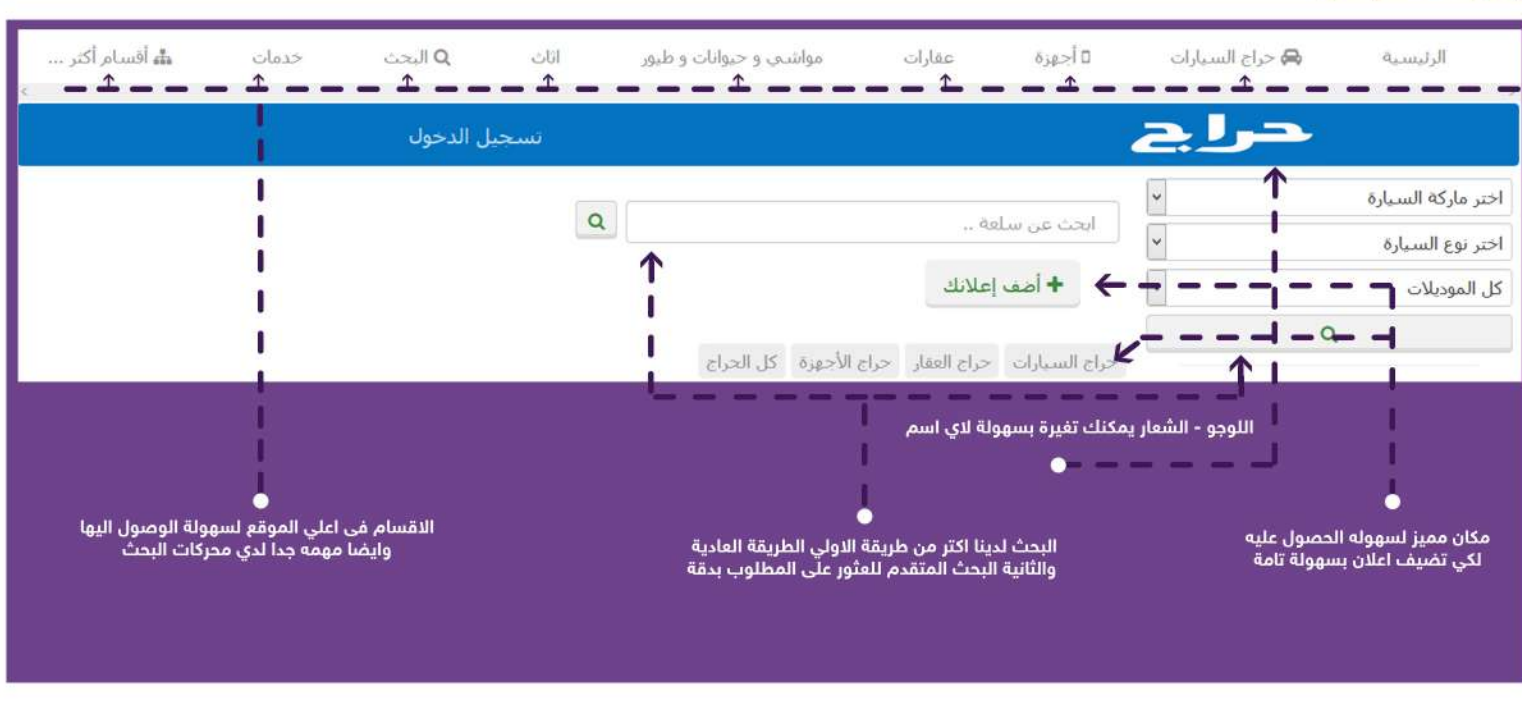 الرئيسية
حراج السيارات
أجهزة
عقارات
مواشي و حيوانات و طيور
اثاث
البحث
خدمات
أقسام أكثر ...
حراج
تسجيل الدخول
اختر ماركة السيارة
اختر نوع السيارة
كل الموديلات
ابحث عن سلعة ..
+ أضف إعلانك
حراج السيارات
حراج العقار
حراج الأجهزة
كل الحراج
اللوجو - الشعار يمكنك تغيرة بسهولة لاي اسم
مكان مميز لسهوله الحصول عليه
لكي تضيف اعلان بسهولة تامة
البحث لدينا اكتر من طريقة الاولي الطريقة العادية
والثانية البحث المتقدم للعثور على المطلوب بدقة
الاقسام فى اعلي الموقع لسهولة الوصول اليها
وايضا مهمه جدا لدي محركات البحث